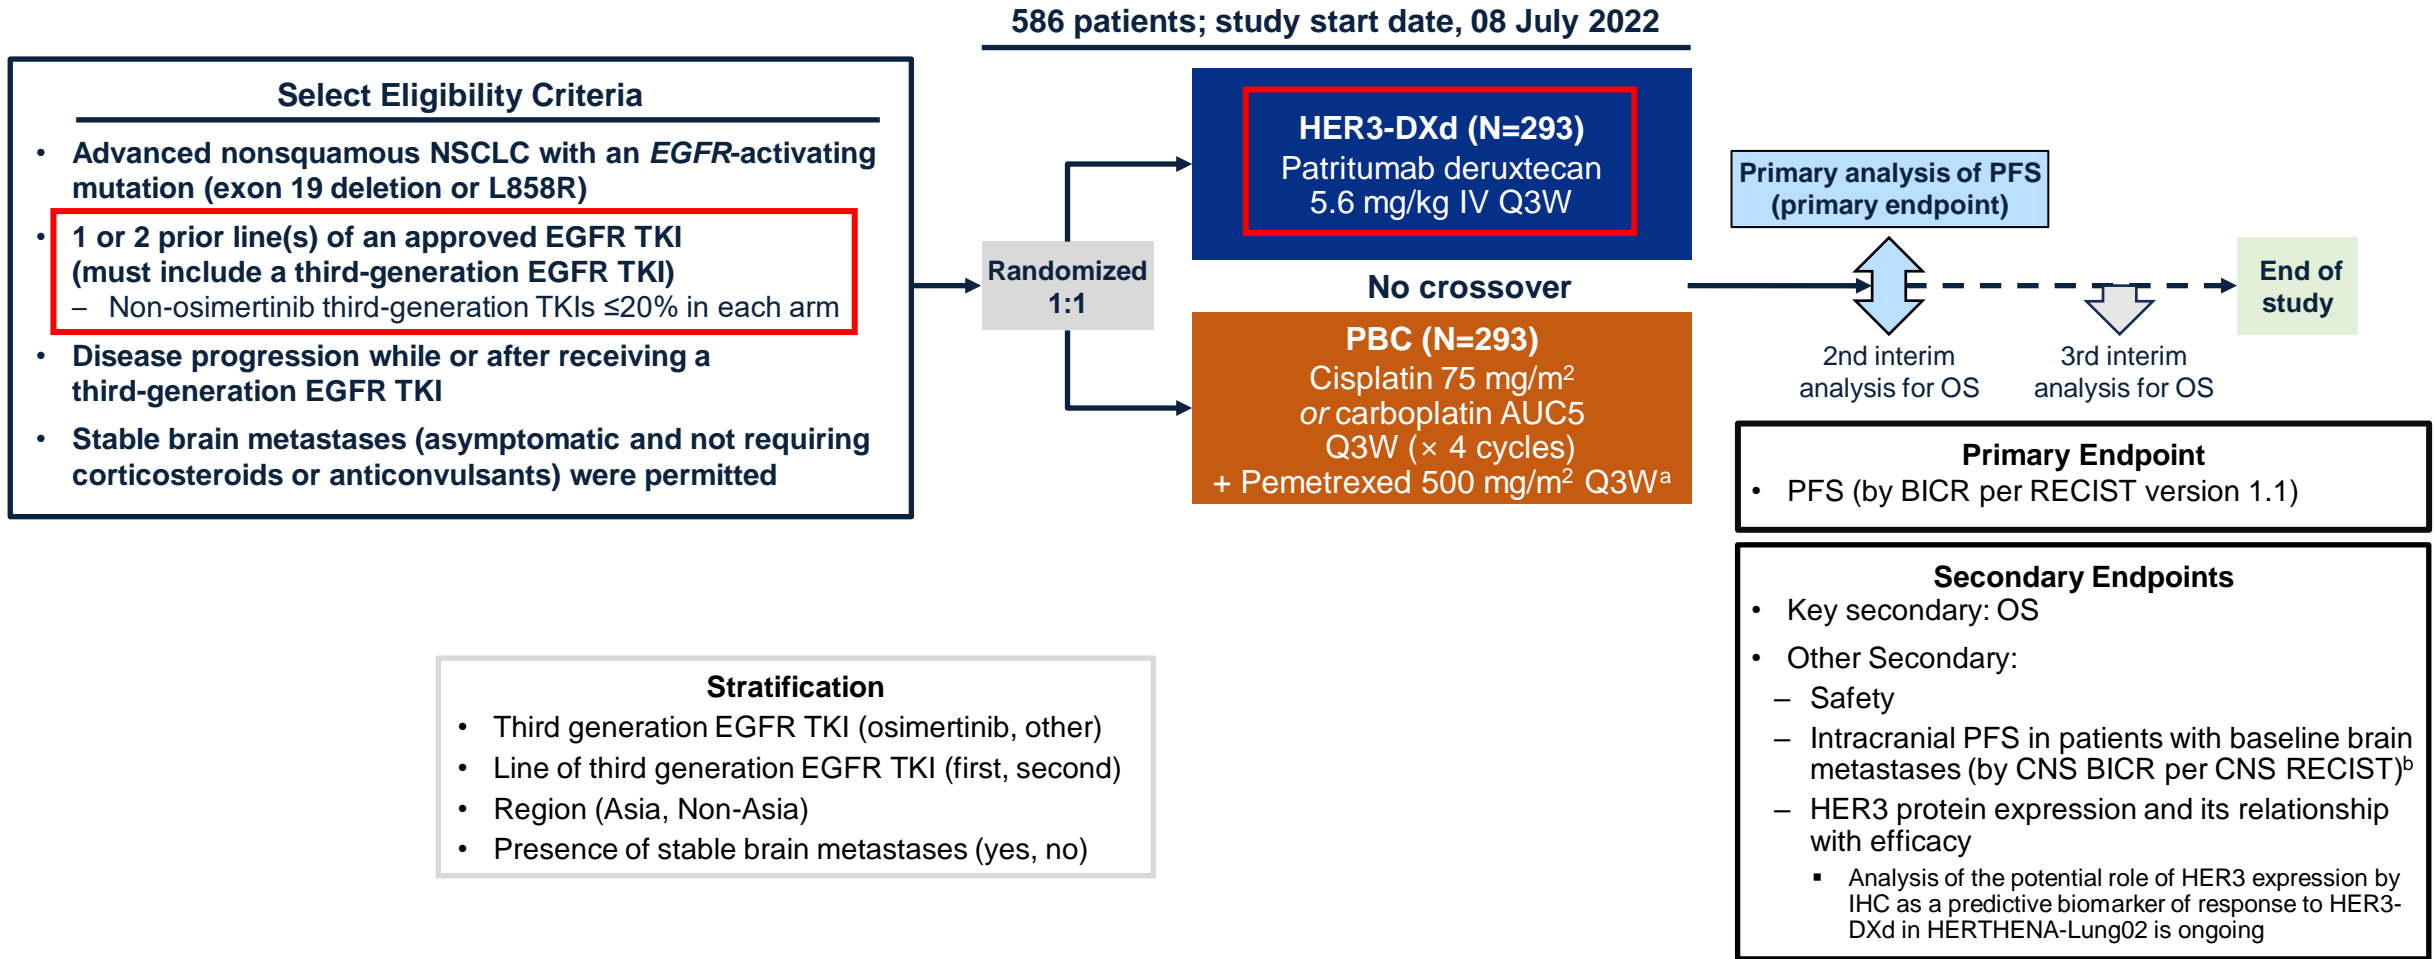 586 patients; study start date, 08 July 2022
Select Eligibility Criteria
• Advanced nonsquamous NSCLC with an EGFR-activating
mutation (exon 19 deletion or L858R)
• 1 or 2 prior line(s) of an approved EGFR TKI
(must include a third-generation EGFR TKI)
– Non-osimertinib third-generation TKIs ≤20% in each arm
• Disease progression while or after receiving a
third-generation EGFR TKI
• Stable brain metastases (asymptomatic and not requiring
corticosteroids or anticonvulsants) were permitted
Randomized
1:1
HER3-DXd (N=293)
Patritumab deruxtecan
5.6 mg/kg IV Q3W
No crossover
PBC (N=293)
Cisplatin 75 mg/m²
or carboplatin AUC5
Q3W (× 4 cycles)
+ Pemetrexed 500 mg/m² Q3Wᵃ
Primary analysis of PFS
(primary endpoint)
2nd interim
analysis for OS
3rd interim
analysis for OS
End of
study
Primary Endpoint
• PFS (by BICR per RECIST version 1.1)
Secondary Endpoints
• Key secondary: OS
• Other Secondary:
– Safety
– Intracranial PFS in patients with baseline brain
metastases (by CNS BICR per CNS RECIST)ᵇ
– HER3 protein expression and its relationship
with efficacy
▪ Analysis of the potential role of HER3 expression by
IHC as a predictive biomarker of response to HER3-
DXd in HERTHENA-Lung02 is ongoing
Stratification
• Third generation EGFR TKI (osimertinib, other)
• Line of third generation EGFR TKI (first, second)
• Region (Asia, Non-Asia)
• Presence of stable brain metastases (yes, no)